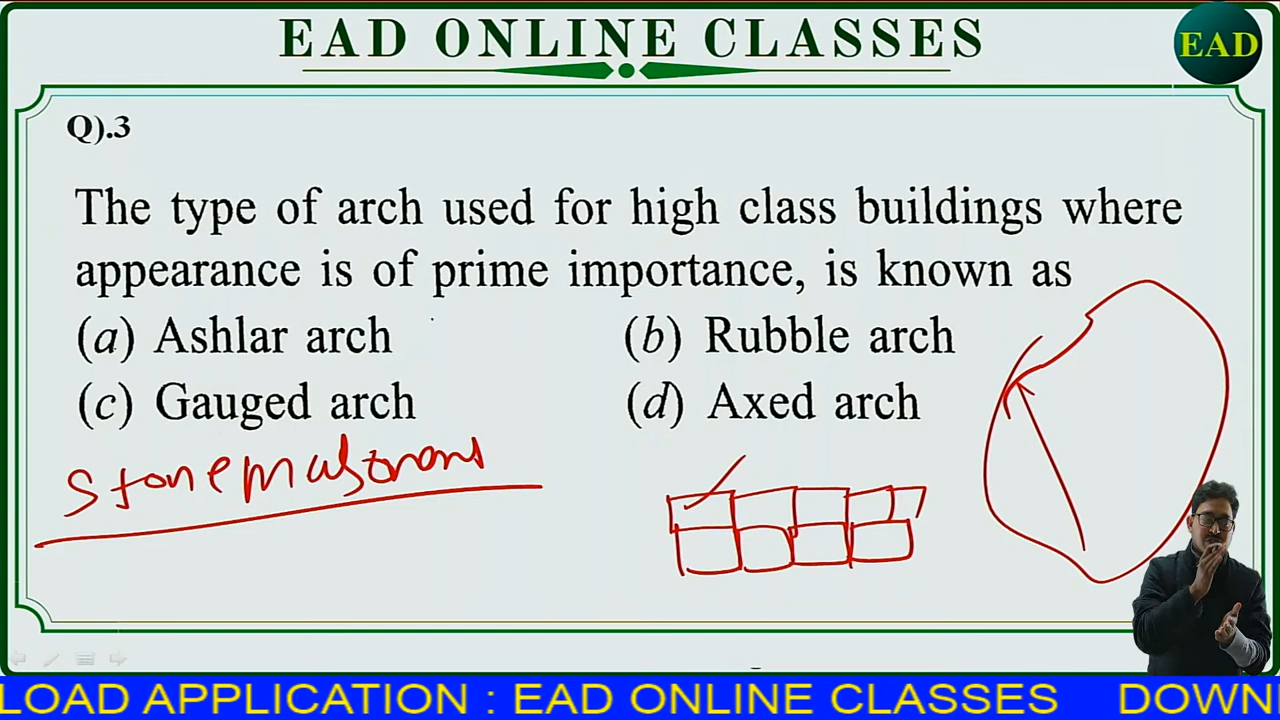 EAD ONLINE CLASSES
EAD
Q).3
The type of arch used for high class buildings where
appearance is of prime importance, is known as
(a) Ashlar arch (b) Rubble arch
(c) Gauged arch (d) Axed arch
LOAD APPLICATION : EAD ONLINE CLASSES DOWN